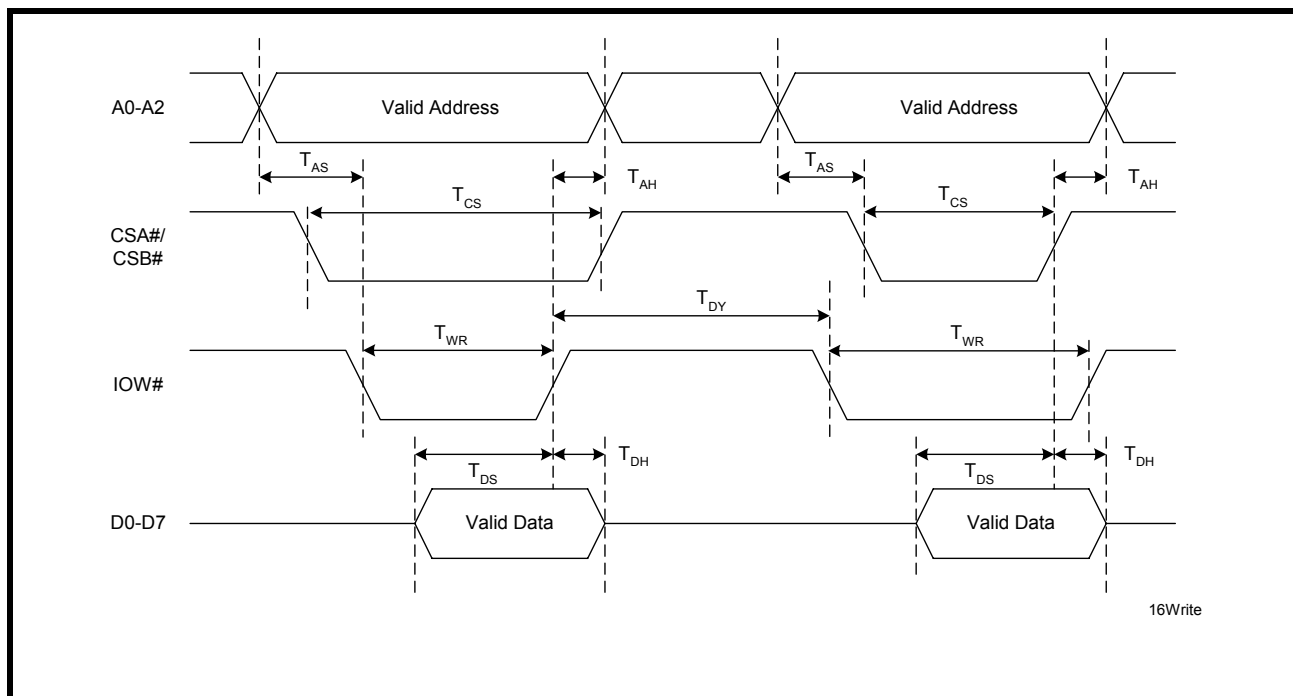 A0-A2
Valid Address
Valid Address
TAS
TAH
TAS
TAH
TCS
TCS
CSA#/
CSB#
TDY
TWR
TWR
IOW#
TDS
TDH
TDS
TDH
D0-D7
Valid Data
Valid Data
16Write